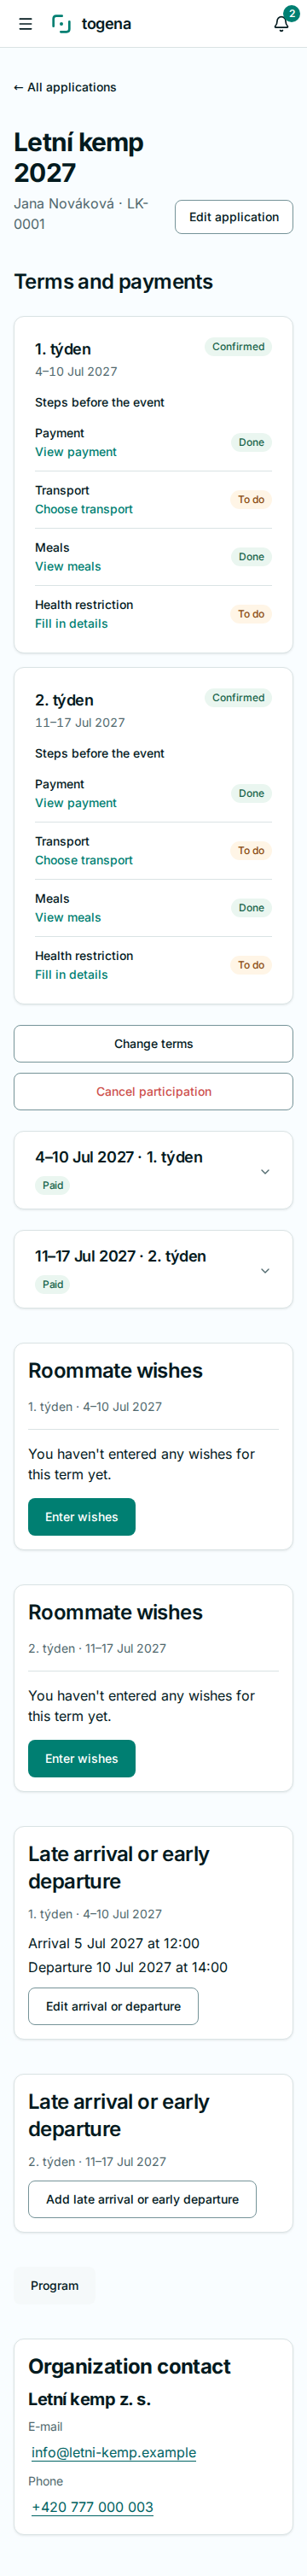 togena
2
← All applications
Letní kemp
2027
Jana Nováková · LK-
0001
Edit application
Terms and payments
1. týden
Confirmed
4–10 Jul 2027
Steps before the event
Payment
View payment
Done
Transport
Choose transport
To do
Meals
View meals
Done
Health restriction
Fill in details
To do
2. týden
Confirmed
11–17 Jul 2027
Steps before the event
Payment
View payment
Done
Transport
Choose transport
To do
Meals
View meals
Done
Health restriction
Fill in details
To do
Change terms
Cancel participation
4–10 Jul 2027 · 1. týden
Paid
11–17 Jul 2027 · 2. týden
Paid
Roommate wishes
1. týden · 4–10 Jul 2027
You haven't entered any wishes for
this term yet.
Enter wishes
Roommate wishes
2. týden · 11–17 Jul 2027
You haven't entered any wishes for
this term yet.
Enter wishes
Late arrival or early
departure
1. týden · 4–10 Jul 2027
Arrival 5 Jul 2027 at 12:00
Departure 10 Jul 2027 at 14:00
Edit arrival or departure
Late arrival or early
departure
2. týden · 11–17 Jul 2027
Add late arrival or early departure
Program
Organization contact
Letní kemp z. s.
E-mail
info@letni-kemp.example
Phone
+420 777 000 003